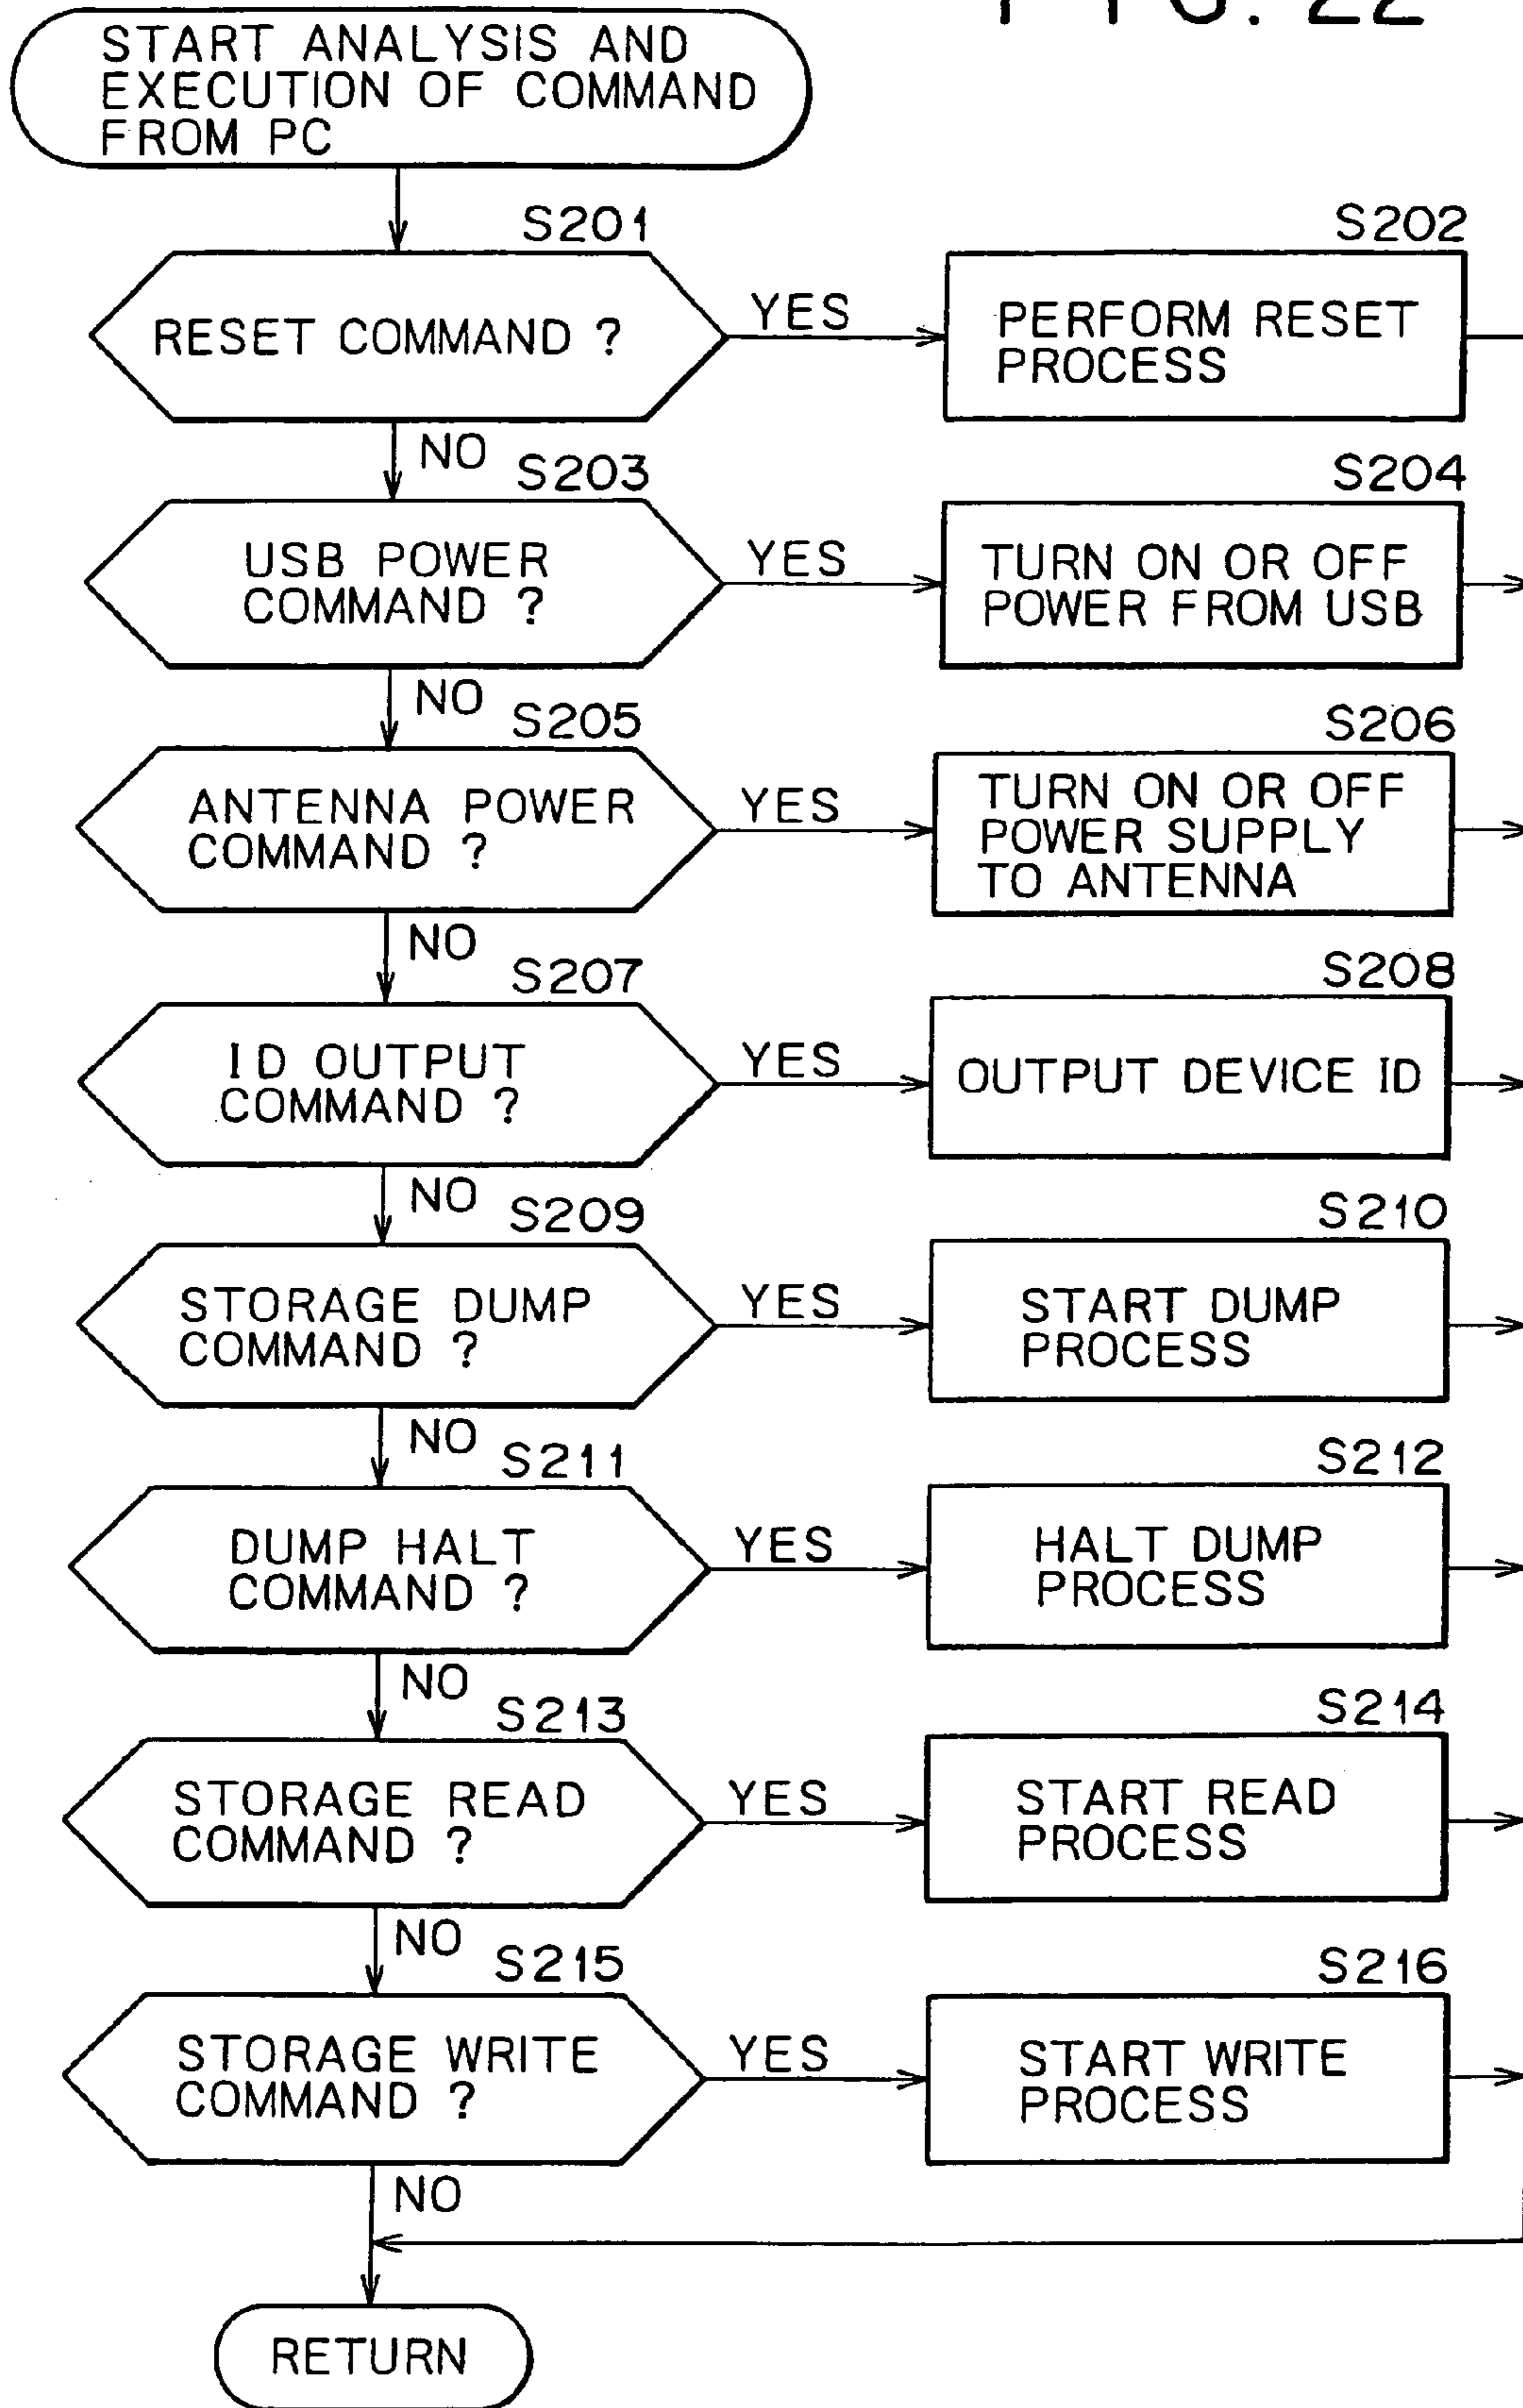 FIG. 22
START ANALYSIS AND
EXECUTION OF COMMAND
FROM PC
S201
RESET COMMAND ?
YES
S202
PERFORM RESET
PROCESS
NO
S203
USB POWER
COMMAND ?
YES
S204
TURN ON OR OFF
POWER FROM USB
NO
S205
ANTENNA POWER
COMMAND ?
YES
S206
TURN ON OR OFF
POWER SUPPLY
TO ANTENNA
NO
S207
ID OUTPUT
COMMAND ?
YES
S208
OUTPUT DEVICE ID
NO
S209
STORAGE DUMP
COMMAND ?
YES
S210
START DUMP
PROCESS
NO
S211
DUMP HALT
COMMAND ?
YES
S212
HALT DUMP
PROCESS
NO
S213
STORAGE READ
COMMAND ?
YES
S214
START READ
PROCESS
NO
S215
STORAGE WRITE
COMMAND ?
YES
S216
START WRITE
PROCESS
NO
RETURN